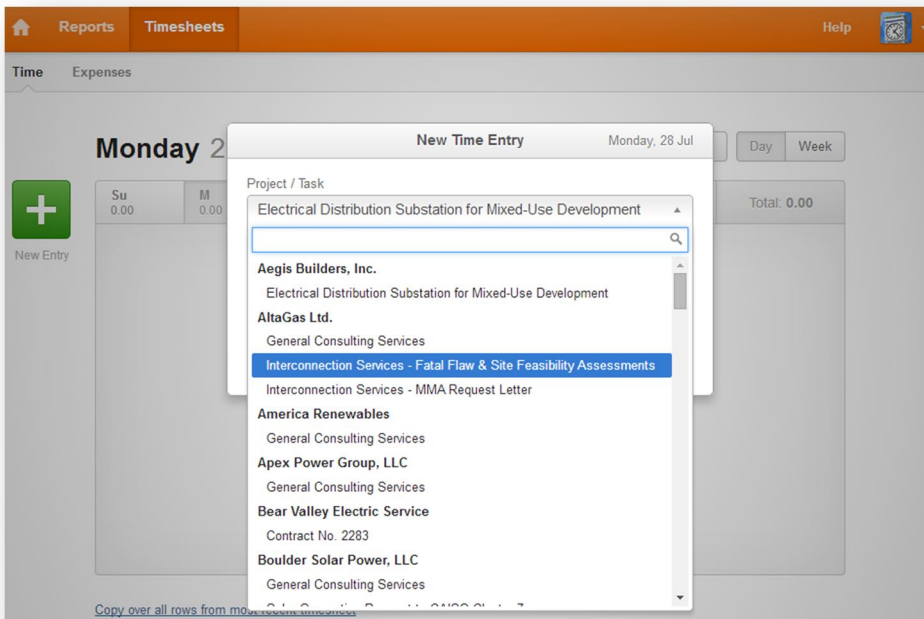 Reports Timesheets Help
Time Expenses
Monday 2
Day Week
New Time Entry Monday, 28 Jul
Su
0.00
M
0.00
Total: 0.00
New Entry
Project / Task
Electrical Distribution Substation for Mixed-Use Development
Aegis Builders, Inc.
Electrical Distribution Substation for Mixed-Use Development
AltaGas Ltd.
General Consulting Services
Interconnection Services - Fatal Flaw & Site Feasibility Assessments
Interconnection Services - MMA Request Letter
America Renewables
General Consulting Services
Apex Power Group, LLC
General Consulting Services
Bear Valley Electric Service
Contract No. 2283
Boulder Solar Power, LLC
General Consulting Services
Copy over all rows from most recent timesheet